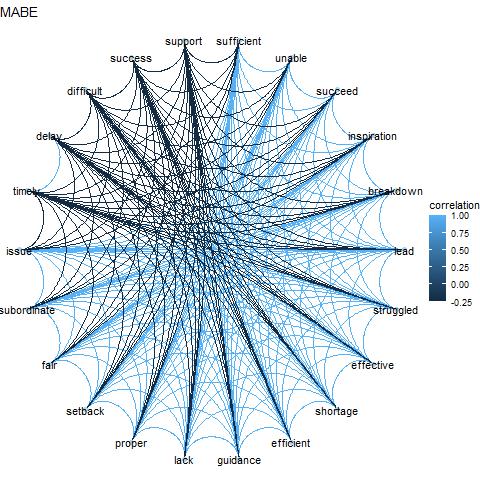 MABE
support
sufficient
success
unable
difficult
succeed
delay
inspiration
timely
breakdown
issue
lead
subordinate
struggled
fair
effective
setback
shortage
proper
efficient
lack
guidance
correlation
1.00
0.75
0.50
0.25
0.00
-0.25